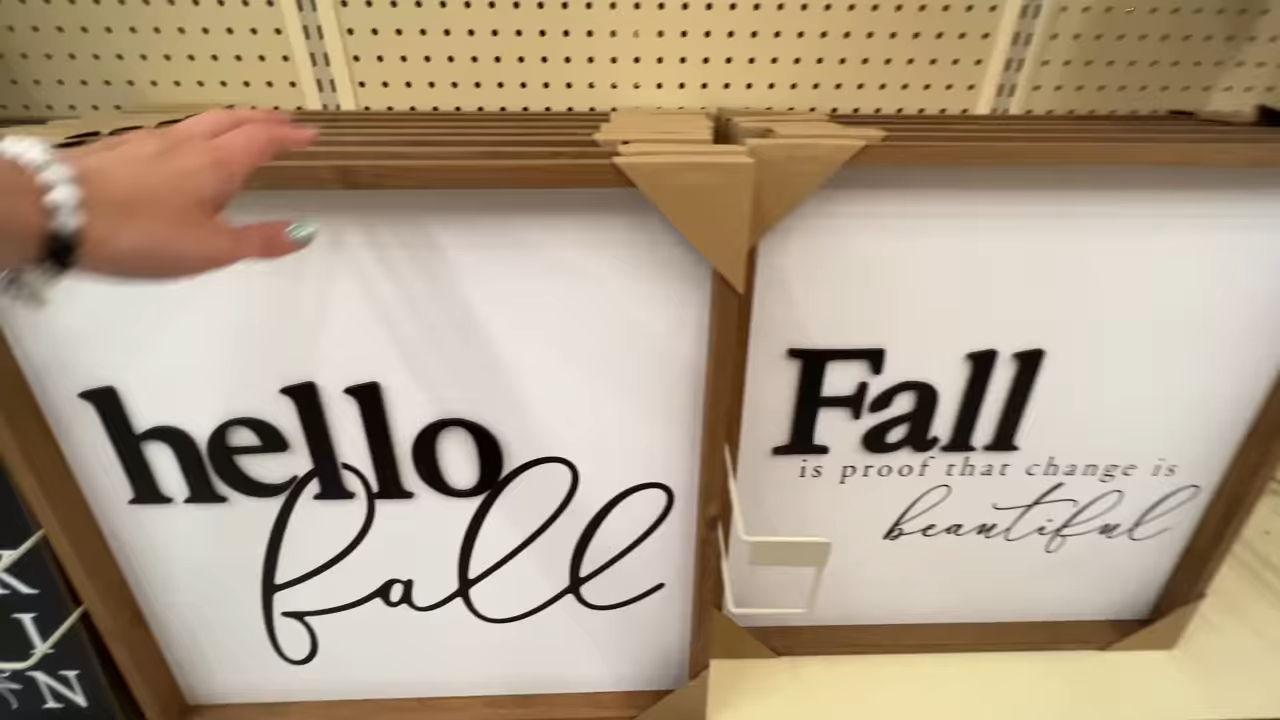 hello
fall
Fall
is proof that change is
beautiful
N